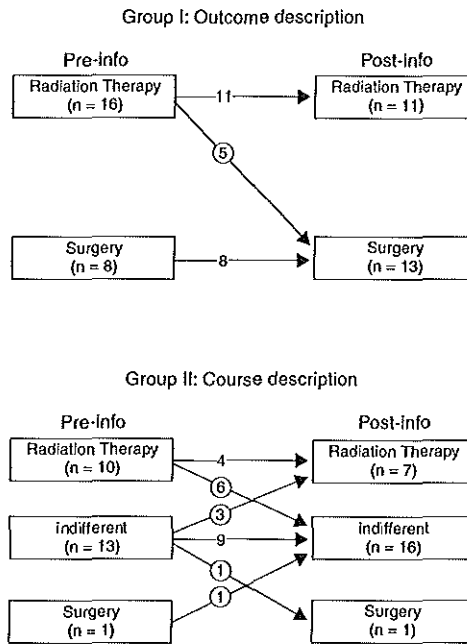 Group I: Outcome description
Pre-Info
Post-Info
Radiation Therapy
(n = 16)
11
Radiation Therapy
(n = 11)
5
Surgery
(n = 8)
8
Surgery
(n = 13)
Group II: Course description
Pre-Info
Post-Info
Radiation Therapy
(n = 10)
4
Radiation Therapy
(n = 7)
6
3
indifferent
(n = 13)
9
indifferent
(n = 16)
1
1
Surgery
(n = 1)
Surgery
(n = 1)